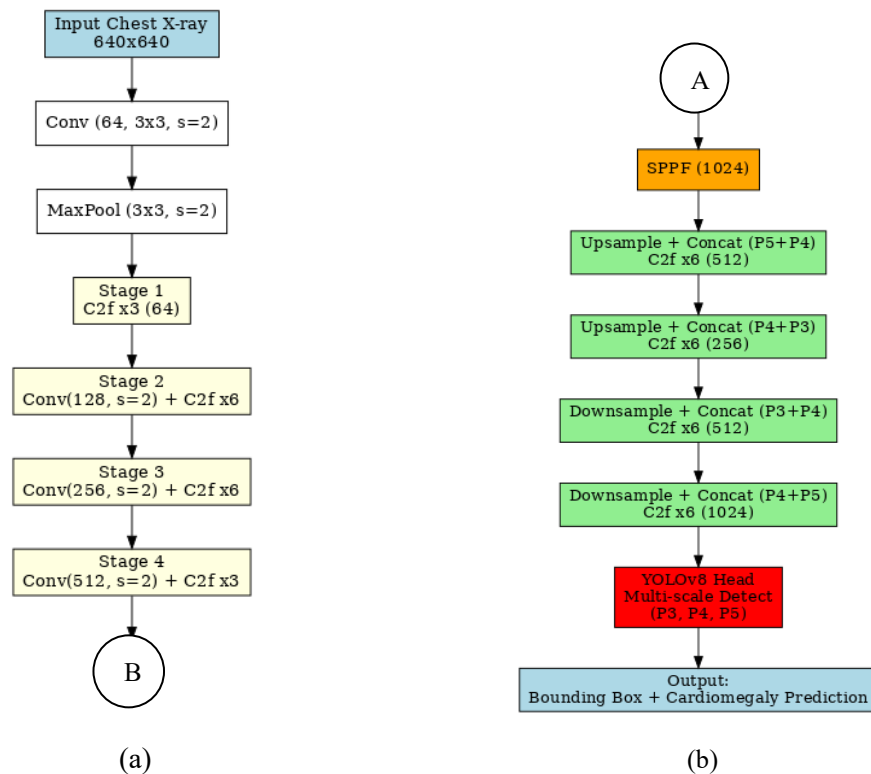 Input Chest X-ray
640x640
Conv (64, 3x3, s=2)
MaxPool (3x3, s=2)
Stage 1
C2f x3 (64)
Stage 2
Conv(128, s=2) + C2f x6
Stage 3
Conv(256, s=2) + C2f x6
Stage 4
Conv(512, s=2) + C2f x3
B
(a)
A
SPPF (1024)
Upsample + Concat (P5+P4)
C2f x6 (512)
Upsample + Concat (P4+P3)
C2f x6 (256)
Downsample + Concat (P3+P4)
C2f x6 (512)
Downsample + Concat (P4+P5)
C2f x6 (1024)
YOLOv8 Head
Multi-scale Detect
(P3, P4, P5)
Output:
Bounding Box + Cardiomegaly Prediction
(b)